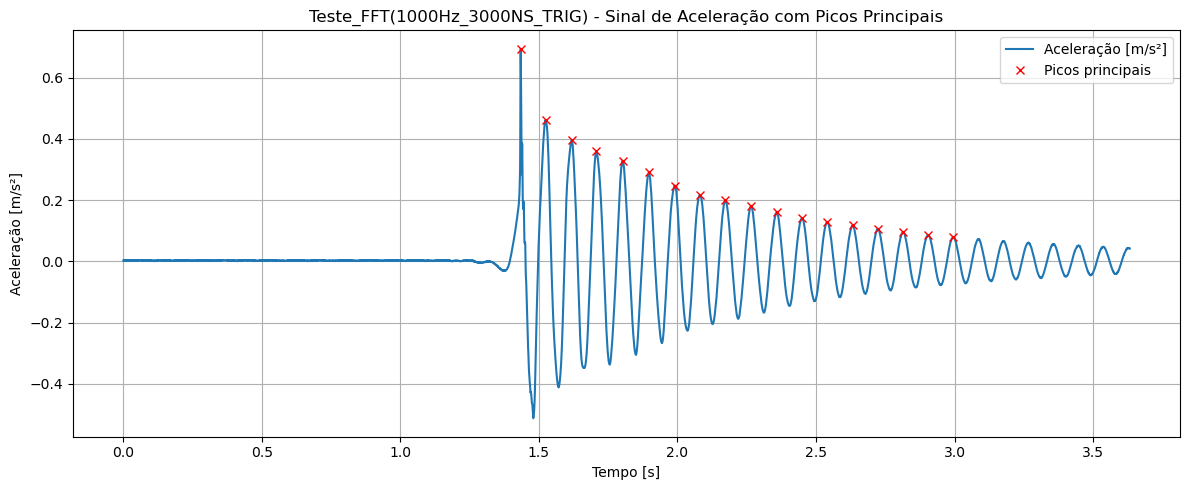 Teste_FFT(1000Hz_3000NS_TRIG) - Sinal de Aceleração com Picos Principais
Aceleração [m/s²]
Picos principais
Aceleração [m/s²]
0.6
0.4
0.2
0.0
−0.2
−0.4
0.0 0.5 1.0 1.5 2.0 2.5 3.0 3.5
Tempo [s]